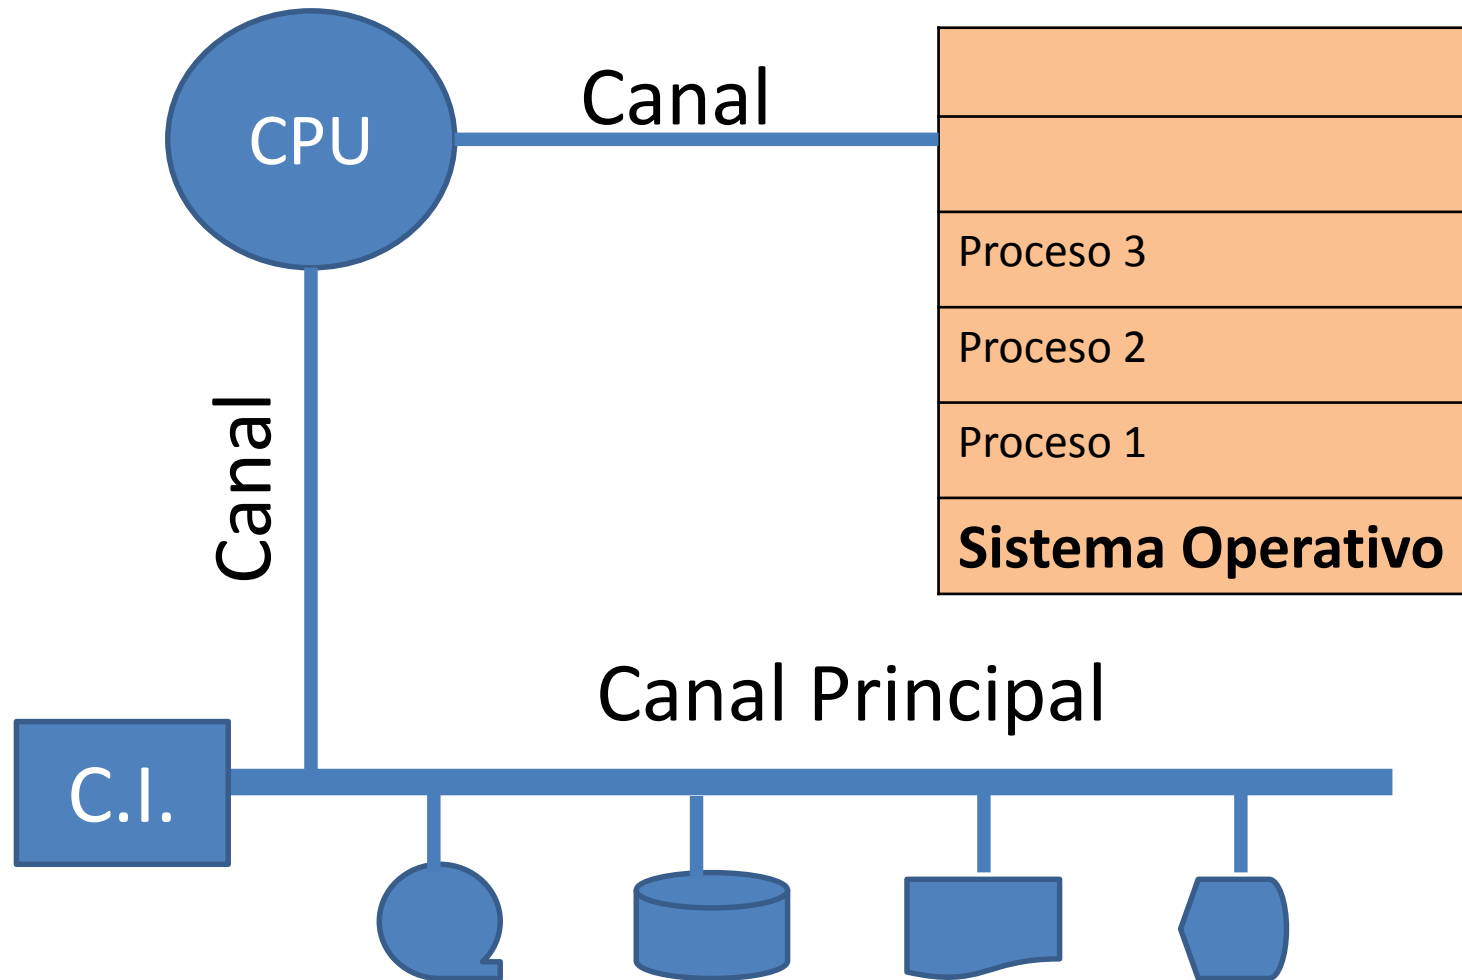 CPU
Canal
Proceso 3
Proceso 2
Proceso 1
Sistema Operativo
Canal
Canal Principal
C.I.